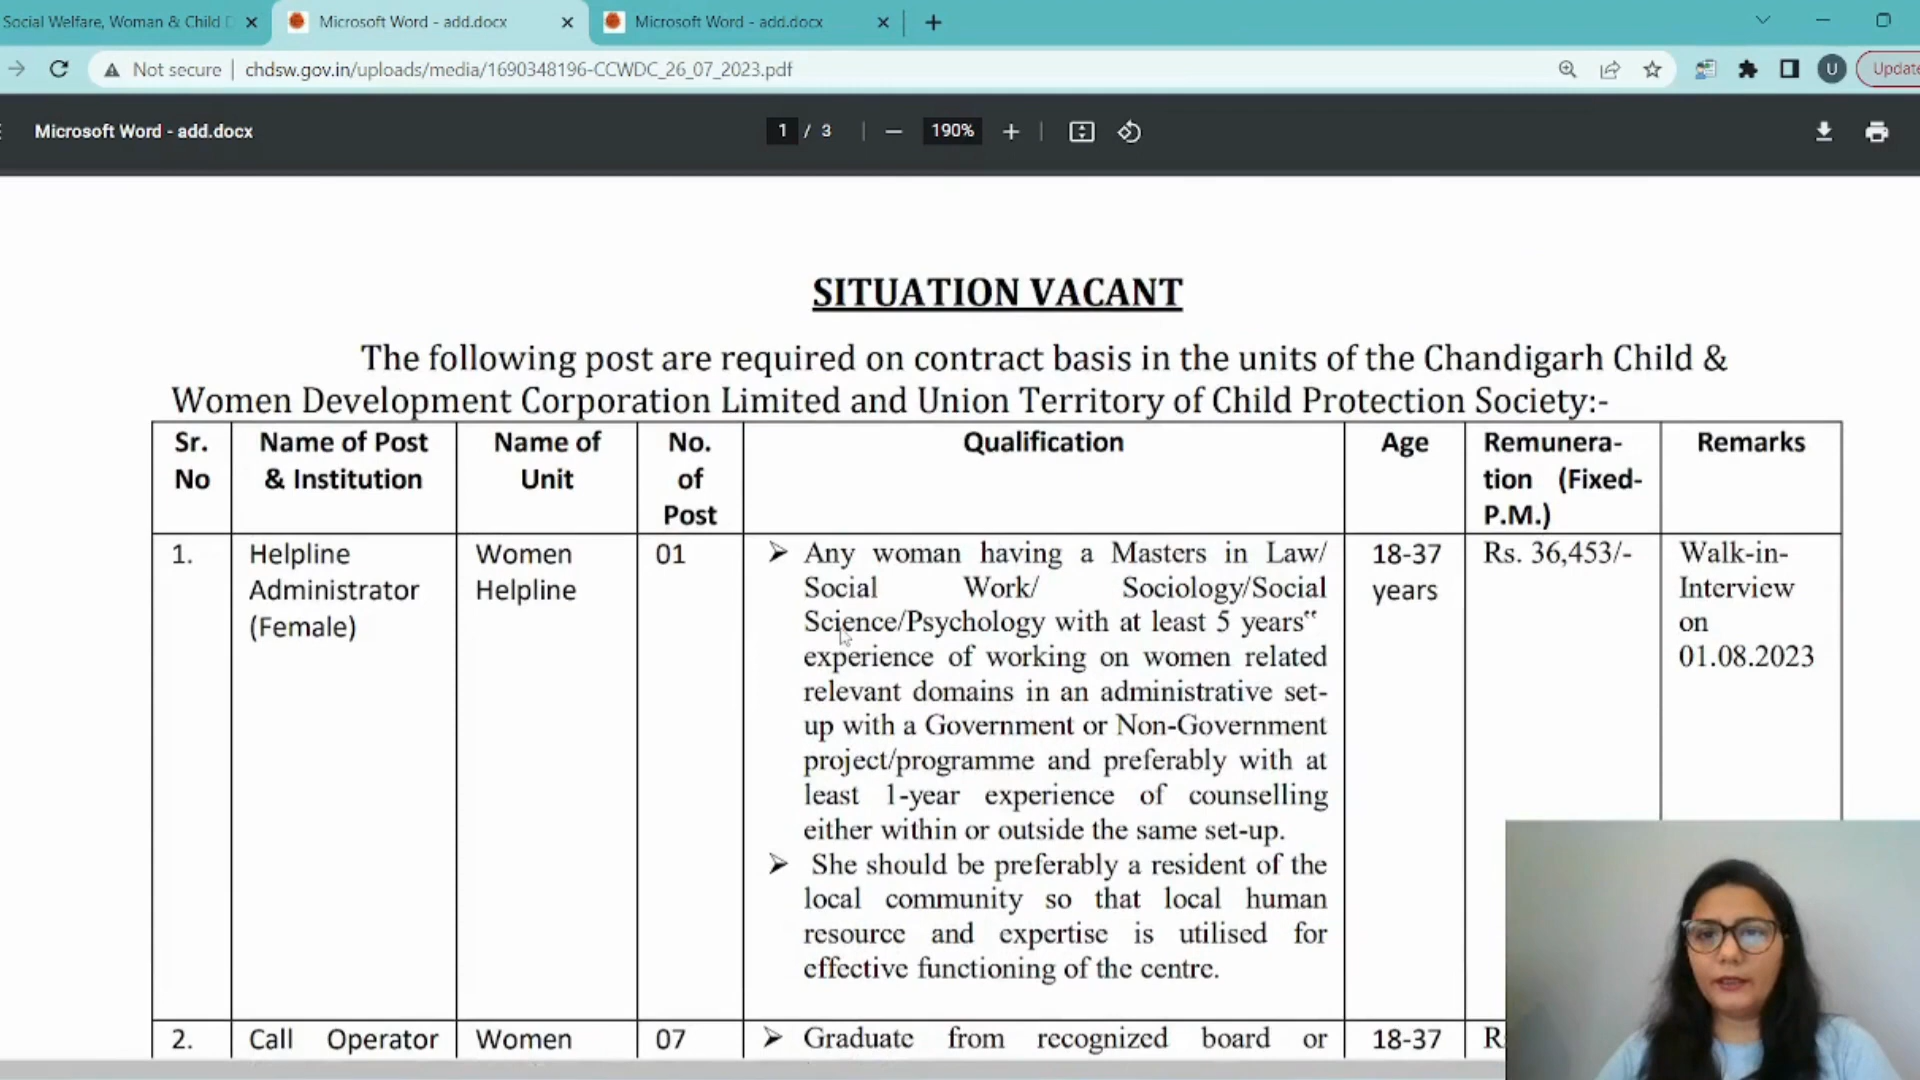 Social Welfare, Woman & Child D
Microsoft Word - add.docx
Microsoft Word - add.docx
Not secure
chdsw.gov.in/uploads/media/1690348196-CCWDC_26_07_2023.pdf
U
Update
Microsoft Word - add.docx
1 / 3
190%
SITUATION VACANT
The following post are required on contract basis in the units of the Chandigarh Child &
Women Development Corporation Limited and Union Territory of Child Protection Society:-
Sr.
No
Name of Post
& Institution
Name of
Unit
No.
of
Post
Qualification
Age
Remunera-
tion (Fixed-
P.M.)
Remarks
1.
Helpline
Administrator
(Female)
Women
Helpline
01
➢ Any woman having a Masters in Law/
Social Work/ Sociology/Social
Science/Psychology with at least 5 years‟
experience of working on women related
relevant domains in an administrative set-
up with a Government or Non-Government
project/programme and preferably with at
least 1-year experience of counselling
either within or outside the same set-up.
➢ She should be preferably a resident of the
local community so that local human
resource and expertise is utilised for
effective functioning of the centre.
18-37
years
Rs. 36,453/-
Walk-in-
Interview
on
01.08.2023
2.
Call Operator
Women
07
➢ Graduate from recognized board or
18-37